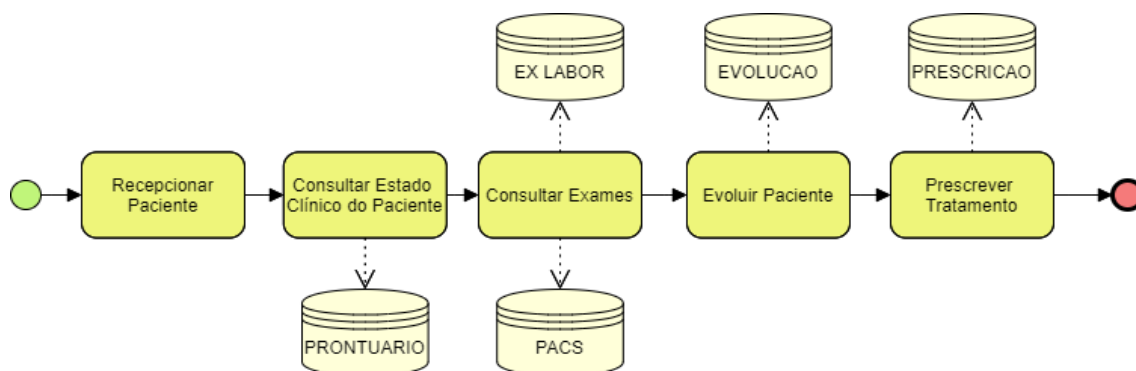 EX LABOR
EVOLUCAO
PRESCRICAO
Recepcionar
Paciente
Consultar Estado
Clínico do Paciente
Consultar Exames
Evoluir Paciente
Prescrever
Tratamento
PRONTUARIO
PACS